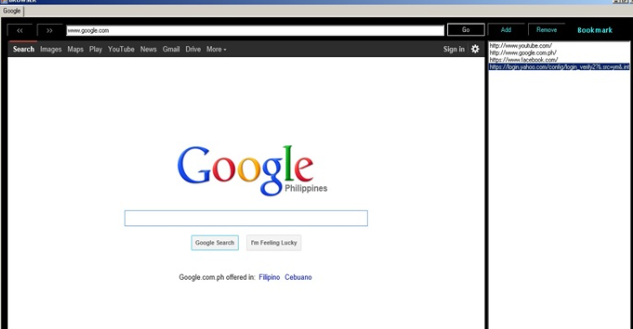 BROWSER
Google
<< >> www.google.com Go Add Remove Bookmark
Search Images Maps Play YouTube News Gmail Drive More Sign in
http://www.youtube.com/
http://www.google.com.ph/
https://www.facebook.com/
https://login.yahoo.com/config/login_verify2?&.src=ym&.int
Google
Philippines
Google Search I'm Feeling Lucky
Google.com.ph offered in: Filipino Cebuano